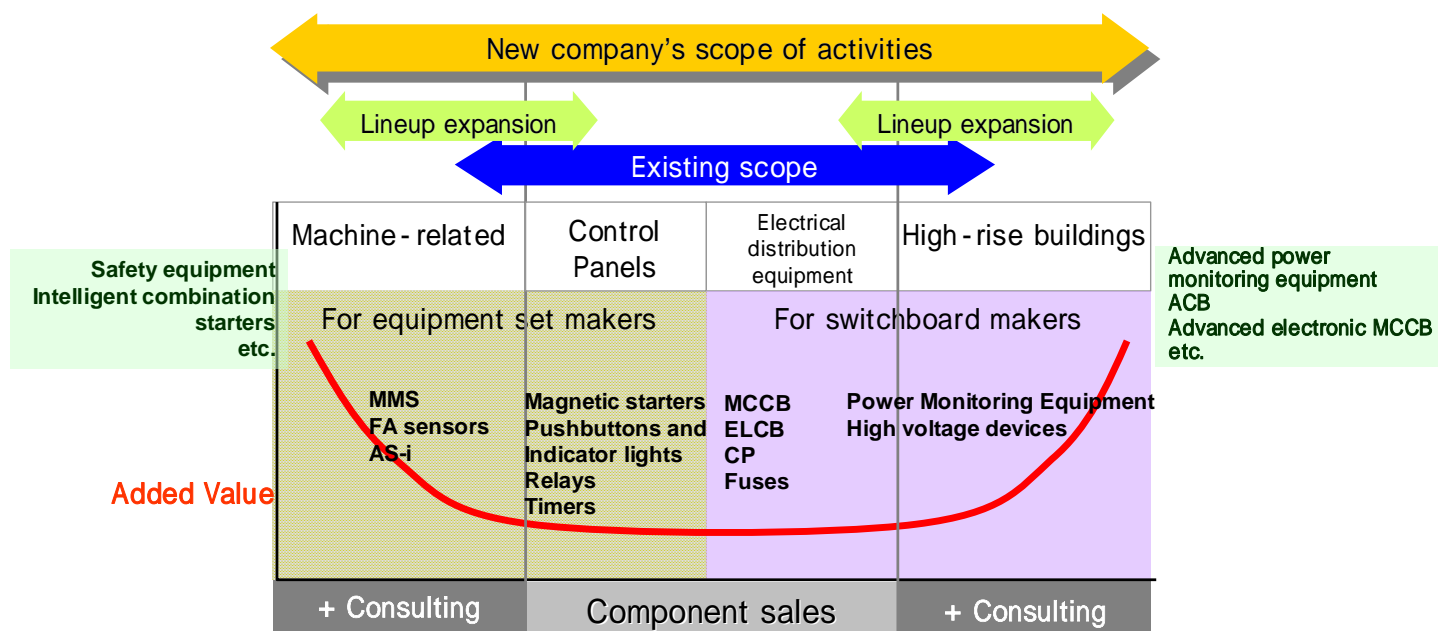 New company's scope of activities
Lineup expansion
Lineup expansion
Existing scope
Machine-related
Control
Panels
Electrical
distribution
equipment
High-rise buildings
Safety equipment
Intelligent combination
starters
etc.
Advanced power
monitoring equipment
ACB
Advanced electronic MCCB
etc.
For equipment set makers
For switchboard makers
MMS
FA sensors
AS-i
Magnetic starters
Pushbuttons and
Indicator lights
Relays
Timers
MCCB
ELCB
CP
Fuses
Power Monitoring Equipment
High voltage devices
Added Value
+ Consulting
Component sales
+ Consulting